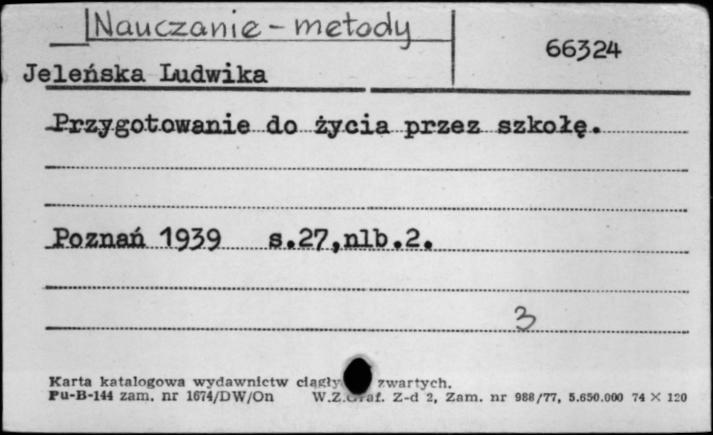 Nauczanie - metody
66324
Jeleńska Ludwika
Przygotowanie do życia przez szkołę.
Poznań 1939 s.27,nlb.2.
3
Karta katalogowa wydawnictw zwartych.
Pu-B-144 zam. nr 1674/DW/On W.Z.Graf. Z-d 2, Zam. nr 988/77, 5.650.000 74 X 120